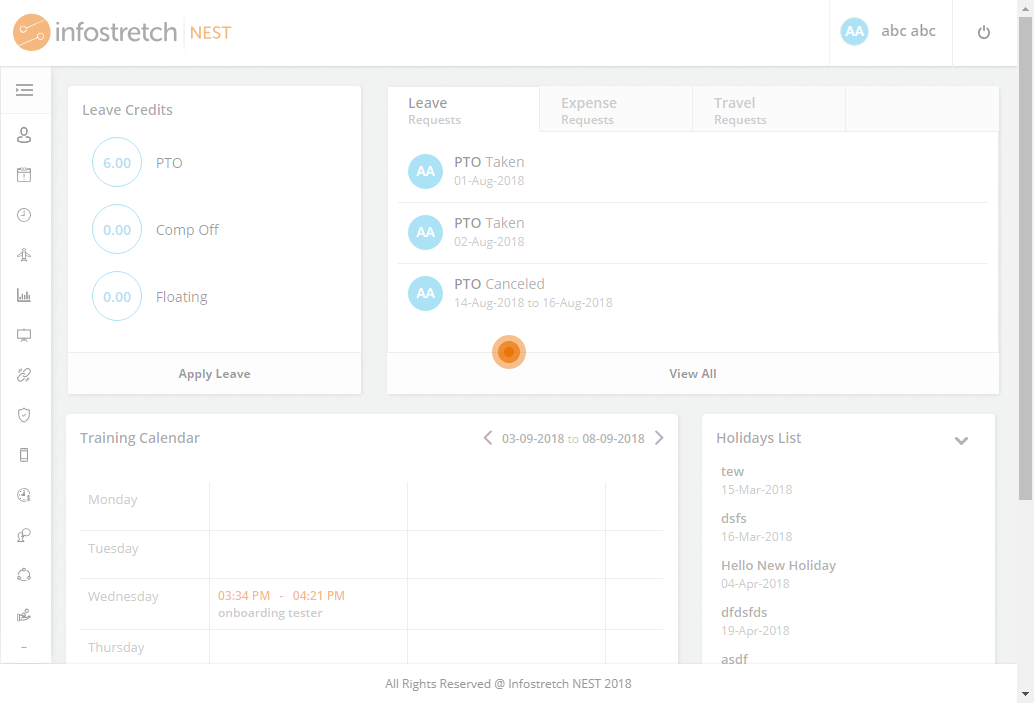 infostretch NEST
AA abc abc
Leave Credits
6.00 PTO
0.00 Comp Off
0.00 Floating
Apply Leave
Leave
Requests
Expense
Requests
Travel
Requests
AA PTO Taken
01-Aug-2018
AA PTO Taken
02-Aug-2018
AA PTO Canceled
14-Aug-2018 to 16-Aug-2018
View All
Training Calendar
03-09-2018 to 08-09-2018
Monday
Tuesday
Wednesday
03:34 PM - 04:21 PM
onboarding tester
Thursday
Holidays List
tew
15-Mar-2018
dsfs
16-Mar-2018
Hello New Holiday
04-Apr-2018
dfdsfds
19-Apr-2018
asdf
All Rights Reserved @ Infostretch NEST 2018